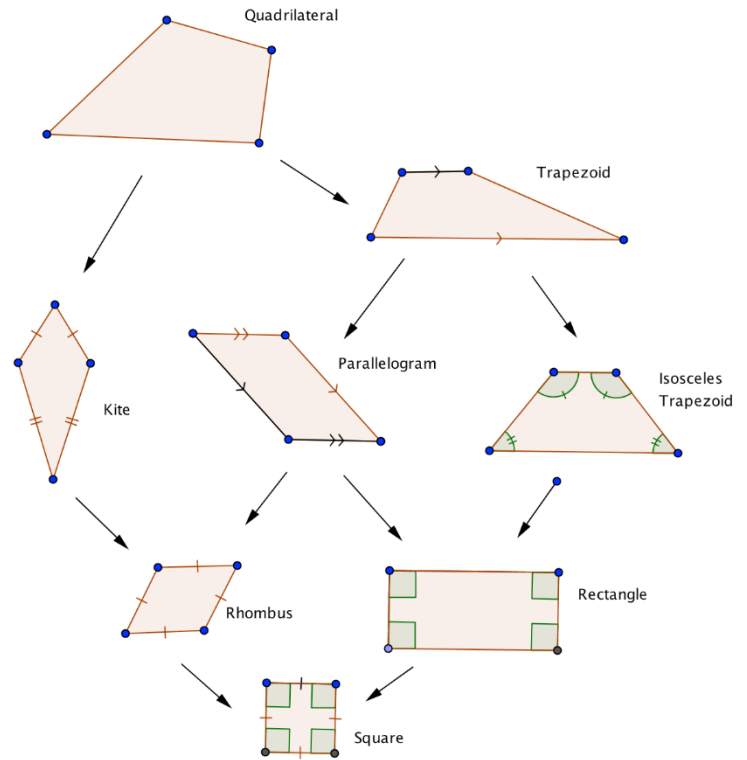 Quadrilateral
Trapezoid
Parallelogram
Isosceles
Trapezoid
Kite
Rhombus
Rectangle
Square